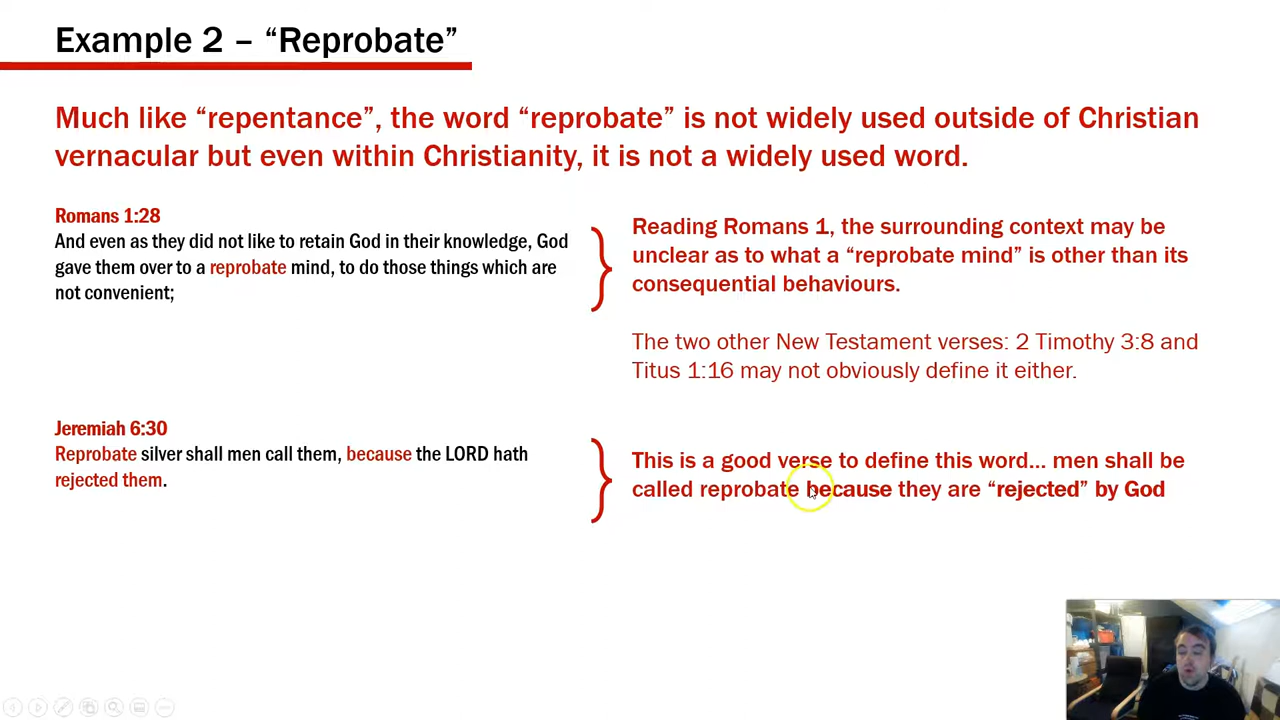 Example 2 – “Reprobate”
Much like “repentance”, the word “reprobate” is not widely used outside of Christian
vernacular but even within Christianity, it is not a widely used word.
Romans 1:28
And even as they did not like to retain God in their knowledge, God
gave them over to a reprobate mind, to do those things which are
not convenient;
Reading Romans 1, the surrounding context may be
unclear as to what a “reprobate mind” is other than its
consequential behaviours.
The two other New Testament verses: 2 Timothy 3:8 and
Titus 1:16 may not obviously define it either.
Jeremiah 6:30
Reprobate silver shall men call them, because the LORD hath
rejected them.
This is a good verse to define this word... men shall be
called reprobate because they are “rejected” by God